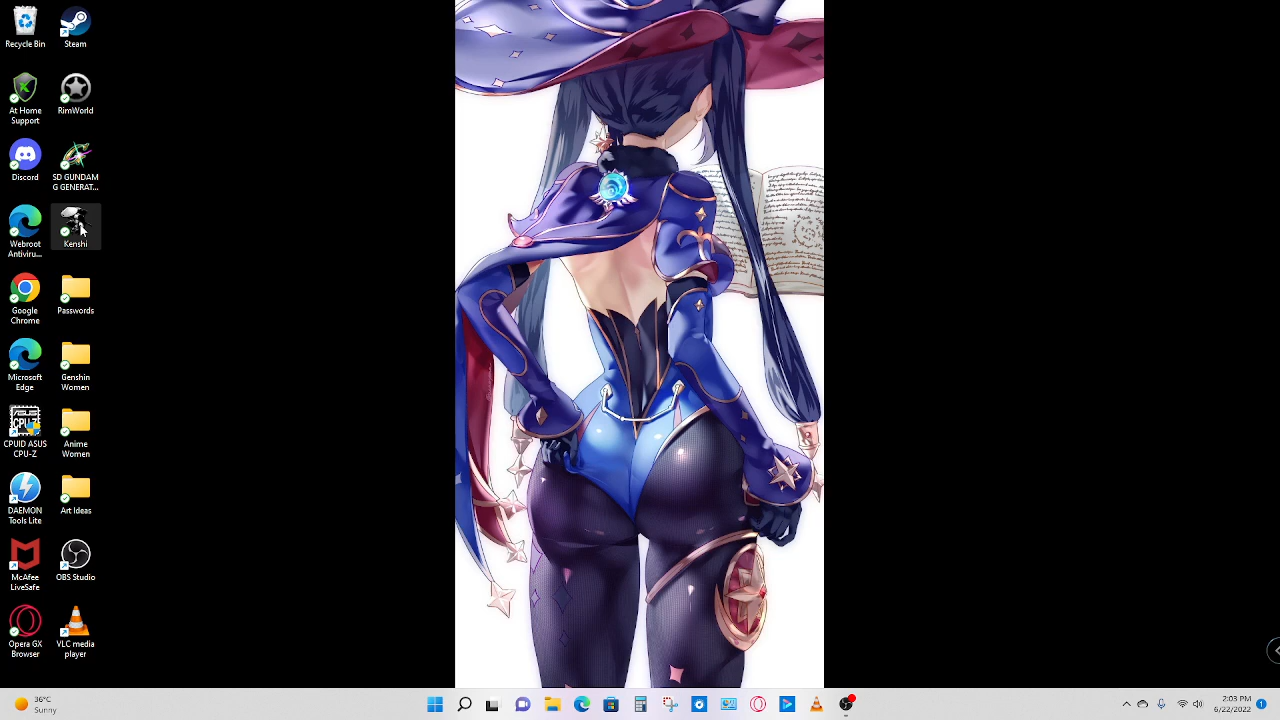 Recycle Bin
Steam
At Home
Support
RimWorld
Discord
SD GUNDAM
G GENERA...
Webroot
Antiviru...
Kenshi
Google
Chrome
Passwords
Microsoft
Edge
Genshin
Women
CPUID ASUS
CPU-Z
Anime
Women
DAEMON
Tools Lite
Art Ideas
McAfee
LiveSafe
OBS Studio
Opera GX
Browser
VLC media
player
36°C
Sunny
2:03 PM
6/22/2022
1